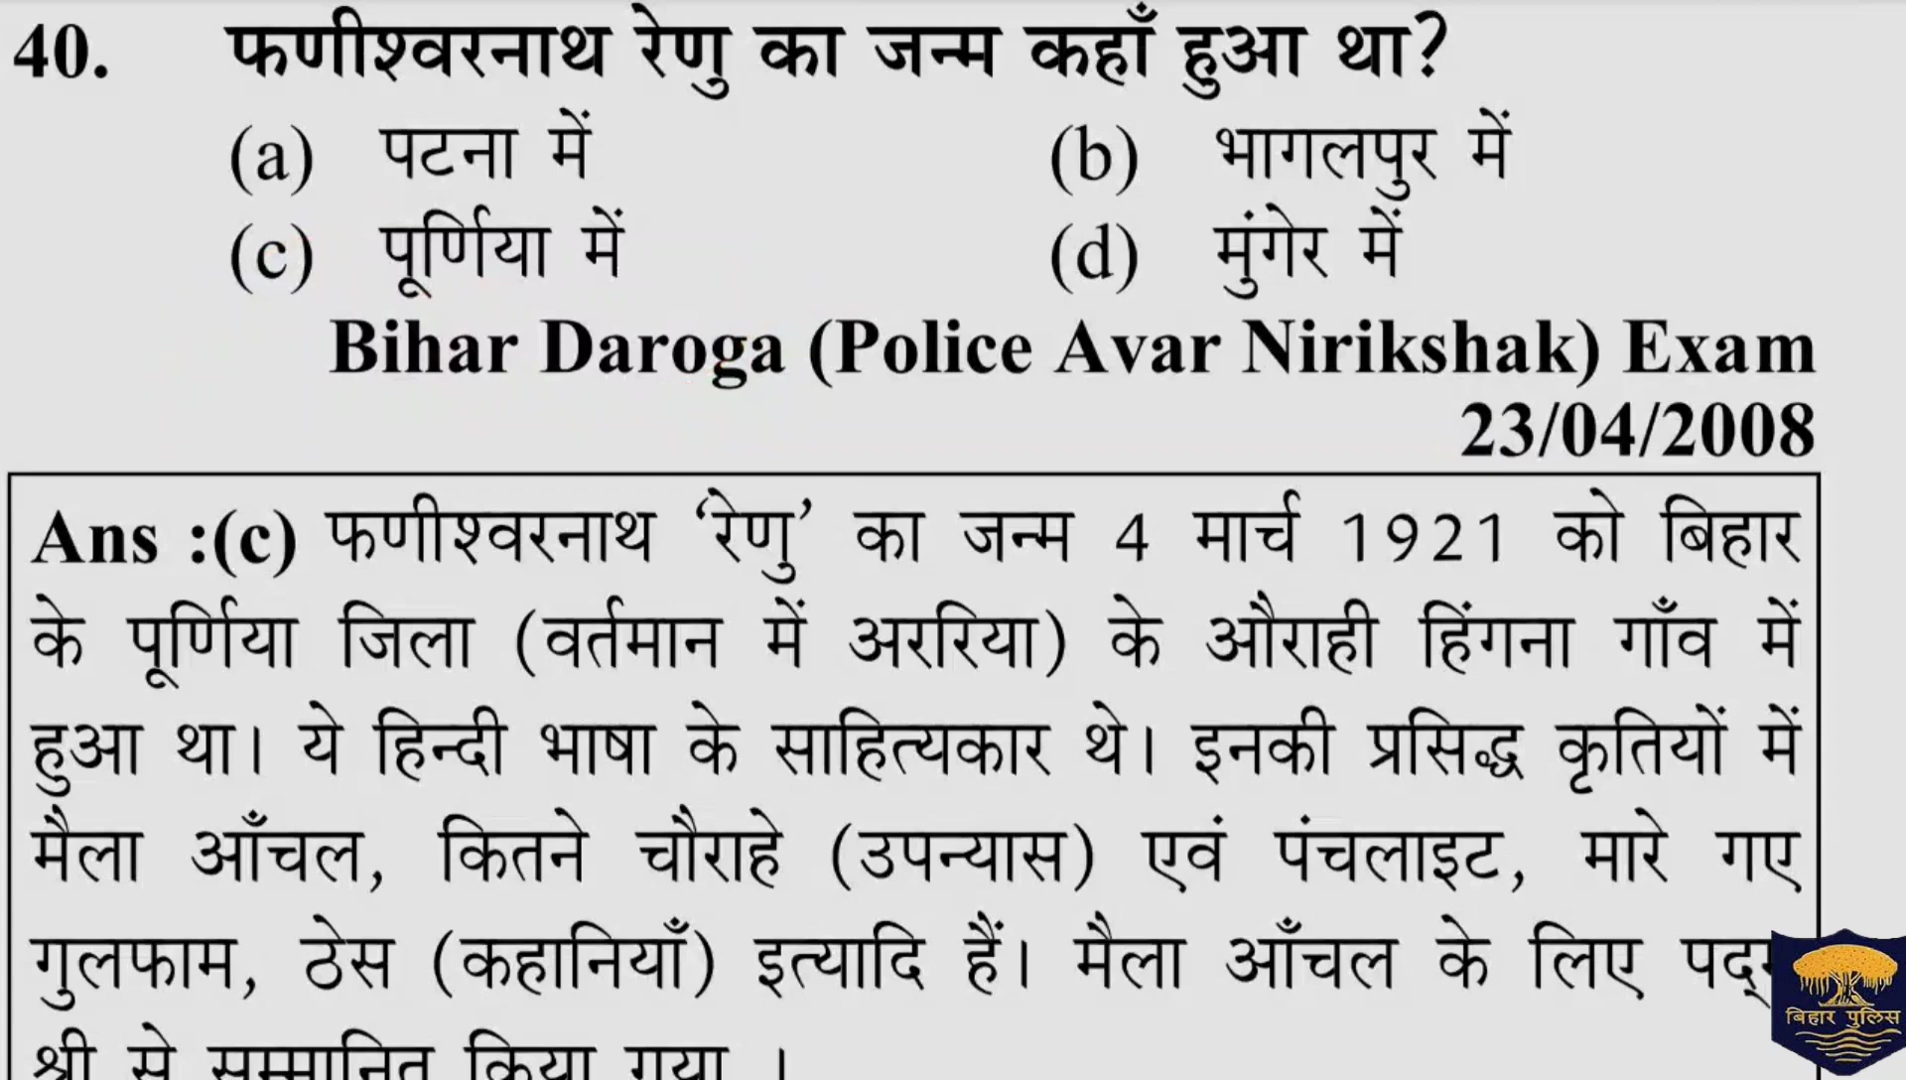 40. फणीश्वरनाथ रेणु का जन्म कहाँ हुआ था?
(a) पटना में (b) भागलपुर में
(c) पूर्णिया में (d) मुंगेर में
Bihar Daroga (Police Avar Nirikshak) Exam
23/04/2008
Ans :(c) फणीश्वरनाथ ‘रेणु’ का जन्म 4 मार्च 1921 को बिहार
के पूर्णिया जिला (वर्तमान में अररिया) के औराही हिंगना गाँव में
हुआ था। ये हिन्दी भाषा के साहित्यकार थे। इनकी प्रसिद्ध कृतियों में
मैला आँचल, कितने चौराहे (उपन्यास) एवं पंचलाइट, मारे गए
गुलफाम, ठेस (कहानियाँ) इत्यादि हैं। मैला आँचल के लिए
श्री से सम्मानित किया गया ।
बिहार पुलिस